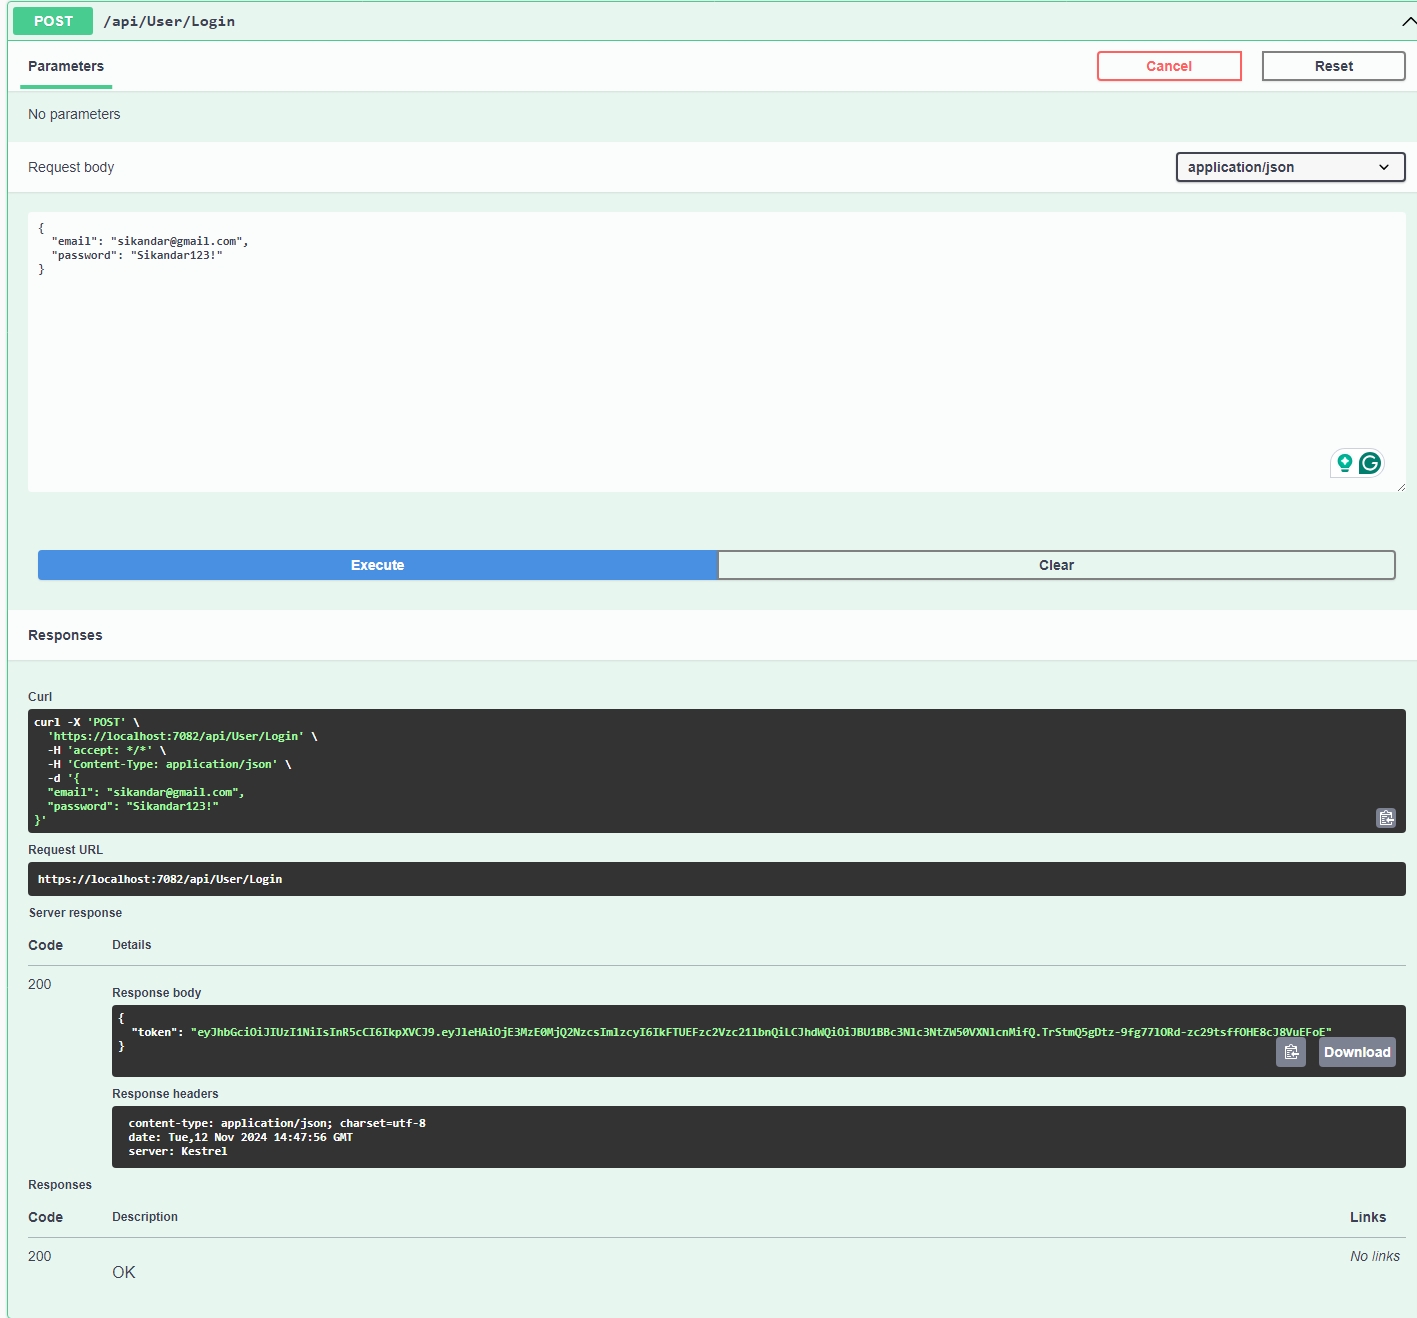 POST /api/User/Login
Parameters
Cancel
Reset
No parameters
Request body
application/json
{
  "email": "sikandar@gmail.com",
  "password": "Sikandar123!"
}
Execute
Clear
Responses
Curl
curl -X 'POST' \
  'https://localhost:7082/api/User/Login' \
  -H 'accept: */*' \
  -H 'Content-Type: application/json' \
  -d '{
  "email": "sikandar@gmail.com",
  "password": "Sikandar123!"
}'
Request URL
https://localhost:7082/api/User/Login
Server response
Code Details
200
Response body
{
  "token": "eyJhbGciOiJIUzI1NiIsInR5cCI6IkpXVCJ9.eyJleHAiOjE3MzE0MjQ2NzcsImlzcyI6IkFTUEFzc2Vzc21lbnQiLCJhdWQiOiJBU1BBc3Nlc3NtZW50VXNlcnMifQ.TrStmQ5gDtz-9fg77lORd-zc29tsffOHE8cJ8VuEFoE"
}
Download
Response headers
content-type: application/json; charset=utf-8
date: Tue,12 Nov 2024 14:47:56 GMT
server: Kestrel
Responses
Code Description Links
200
OK
No links